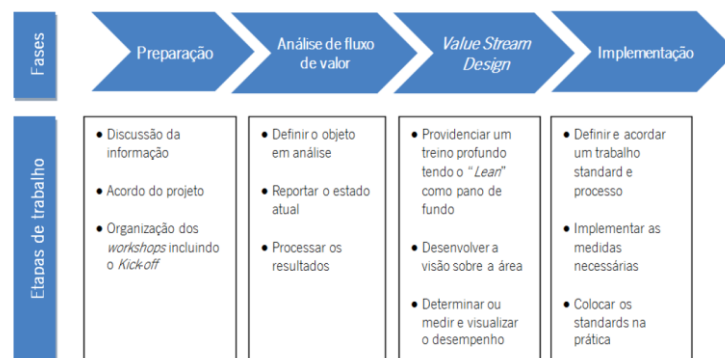 Fases
Preparação
Análise de fluxo
de valor
Value Stream
Design
Implementação
Etapas de trabalho
• Discussão da
informação
• Acordo do projeto
• Organização dos
workshops incluindo
o Kick-off
• Definir o objeto
em análise
• Reportar o estado
atual
• Processar os
resultados
• Providenciar um
treino profundo
tendo o "Lean"
como pano de
fundo
• Desenvolver a
visão sobre a área
• Determinar ou
medir e visualizar
o desempenho
• Definir e acordar
um trabalho
standard e
processo
• Implementar as
medidas
necessárias
• Colocar os
standards na
prática